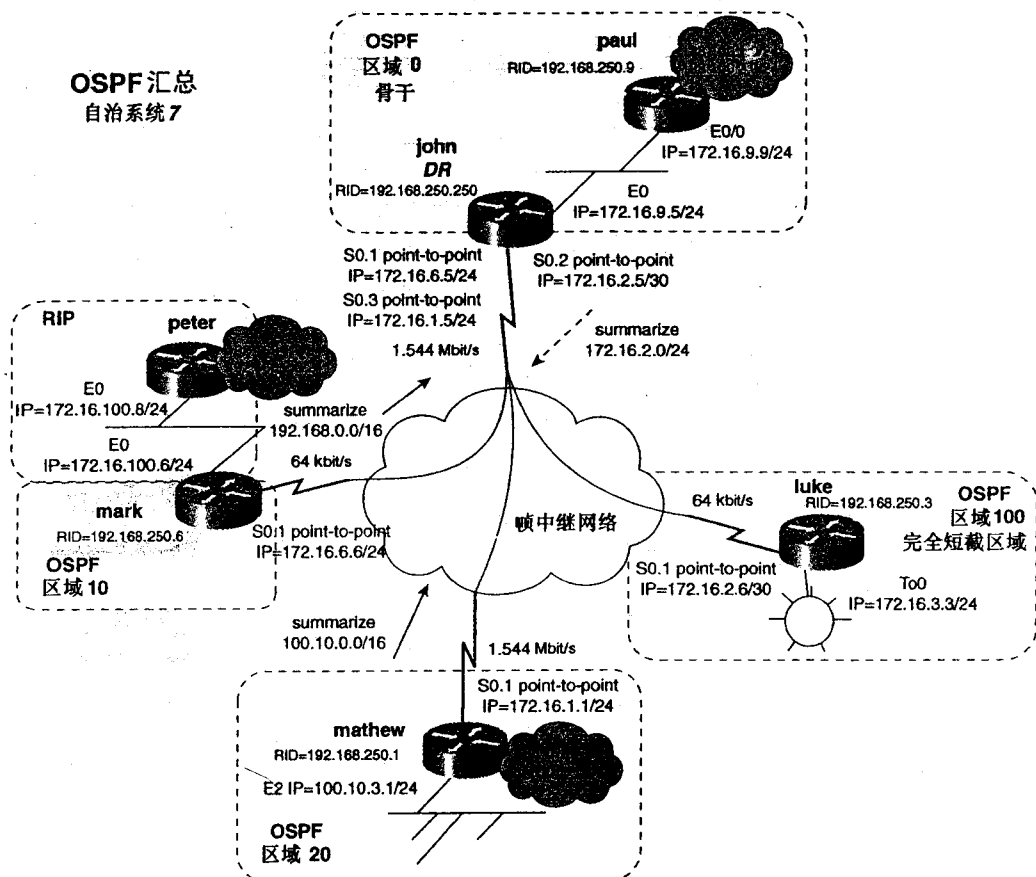 OSPF 汇总
自治系统7
OSPF
区域 0
骨干
paul
RID=192.168.250.9
E0/0
IP=172.16.9.9/24
john
DR
RID=192.168.250.250
E0
IP=172.16.9.5/24
S0.1 point-to-point
IP=172.16.6.5/24
S0.3 point-to-point
IP=172.16.1.5/24
1.544 Mbit/s
S0.2 point-to-point
IP=172.16.2.5/30
summarize
172.16.2.0/24
RIP
peter
E0
IP=172.16.100.8/24
E0
IP=172.16.100.6/24
summarize
192.168.0.0/16
64 kbit/s
mark
RID=192.168.250.6
OSPF
区域 10
S0.1 point-to-point
IP=172.16.6.6/24
帧中继网络
64 kbit/s
luke
RID=192.168.250.3
OSPF
区域 100
完全短截区域
S0.1 point-to-point
IP=172.16.2.6/30
To0
IP=172.16.3.3/24
summarize
100.10.0.0/16
1.544 Mbit/s
S0.1 point-to-point
IP=172.16.1.1/24
mathew
RID=192.168.250.1
E2 IP=100.10.3.1/24
OSPF
区域 20